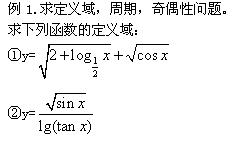 例 1.求定义域，周期，奇偶性问题。
求下列函数的定义域：
①y=√(2+log_{1/2} x)+√(cos x)
②y=√(sin x)/lg(tan x)